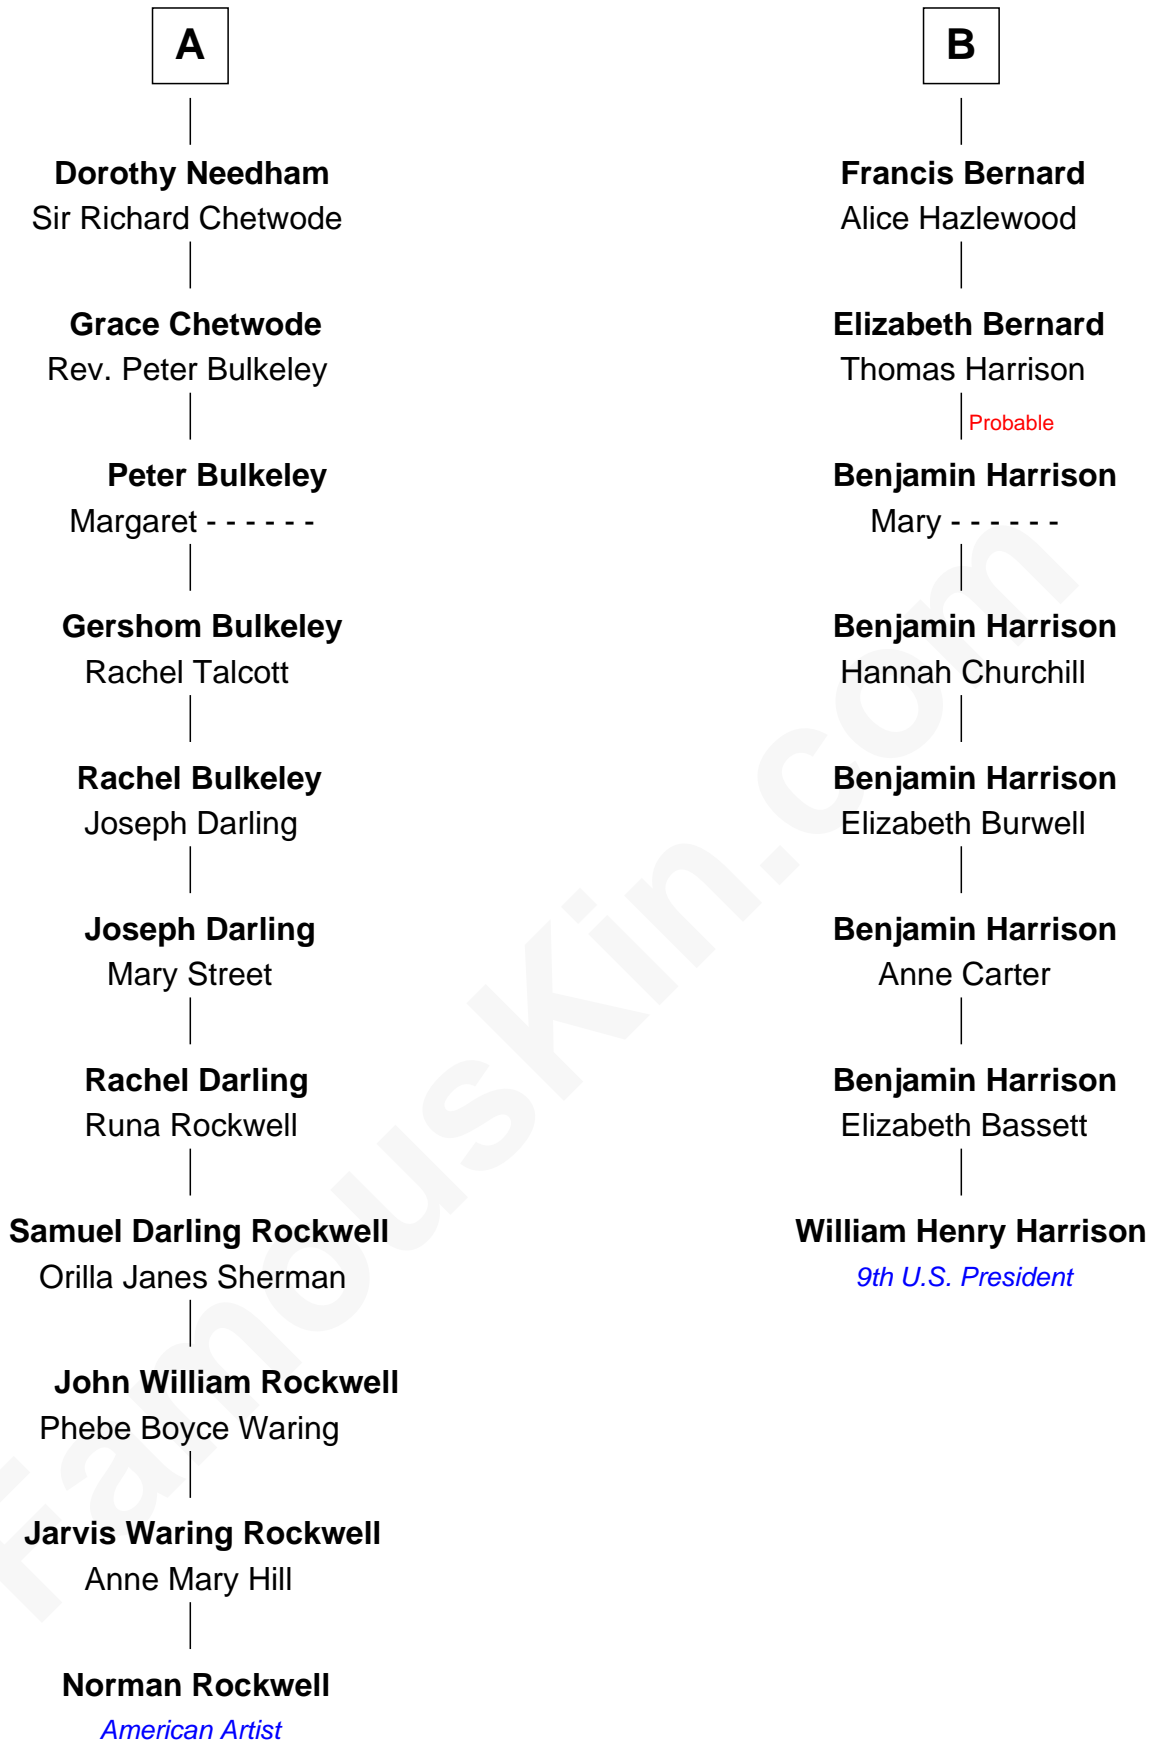 A
Dorothy Needham
Sir Richard Chetwode
Grace Chetwode
Rev. Peter Bulkeley
Peter Bulkeley
Margaret - - - - - -
Gershom Bulkeley
Rachel Talcott
Rachel Bulkeley
Joseph Darling
Joseph Darling
Mary Street
Rachel Darling
Runa Rockwell
Samuel Darling Rockwell
Orilla Janes Sherman
John William Rockwell
Phebe Boyce Waring
Jarvis Waring Rockwell
Anne Mary Hill
Norman Rockwell
American Artist
B
Francis Bernard
Alice Hazlewood
Elizabeth Bernard
Thomas Harrison
Probable
Benjamin Harrison
Mary - - - - - -
Benjamin Harrison
Hannah Churchill
Benjamin Harrison
Elizabeth Burwell
Benjamin Harrison
Anne Carter
Benjamin Harrison
Elizabeth Bassett
William Henry Harrison
9th U.S. President
FamousKin.com